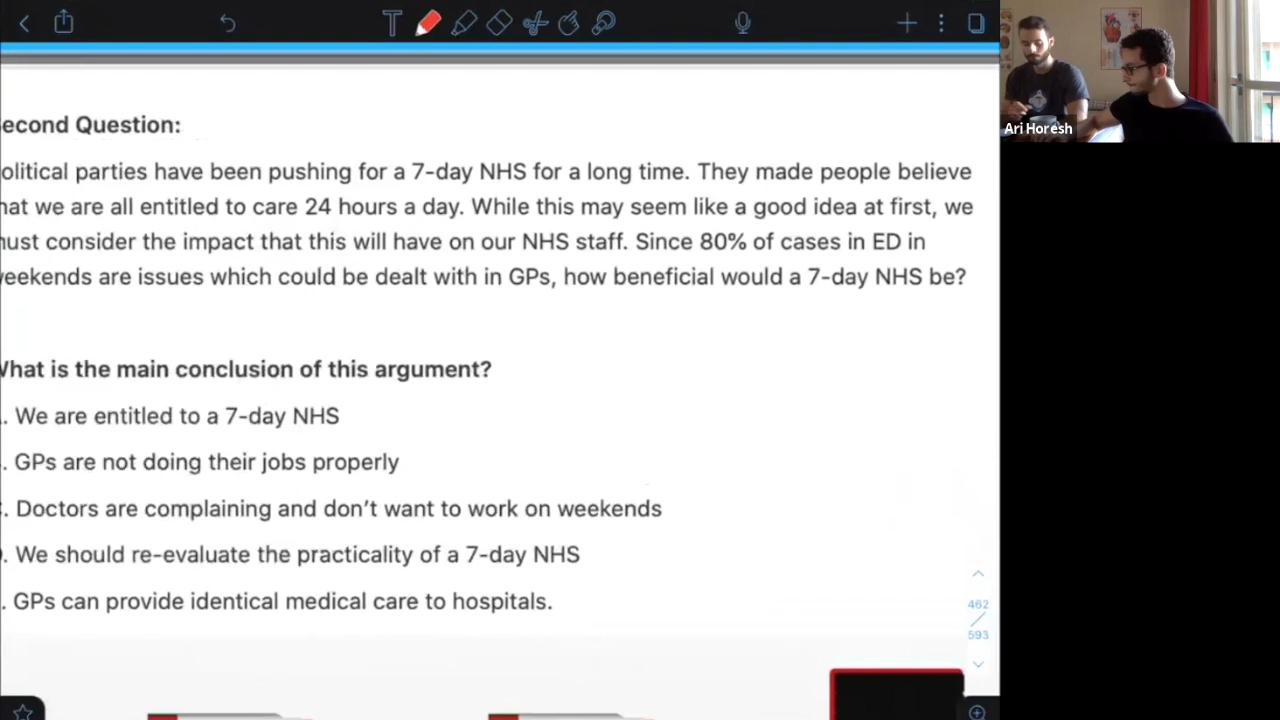 econd Question:
olitical parties have been pushing for a 7-day NHS for a long time. They made people believe
hat we are all entitled to care 24 hours a day. While this may seem like a good idea at first, we
ust consider the impact that this will have on our NHS staff. Since 80% of cases in ED in
eekends are issues which could be dealt with in GPs, how beneficial would a 7-day NHS be?
What is the main conclusion of this argument?
. We are entitled to a 7-day NHS
. GPs are not doing their jobs properly
. Doctors are complaining and don't want to work on weekends
. We should re-evaluate the practicality of a 7-day NHS
. GPs can provide identical medical care to hospitals.
462
/
593
Ari Horesh